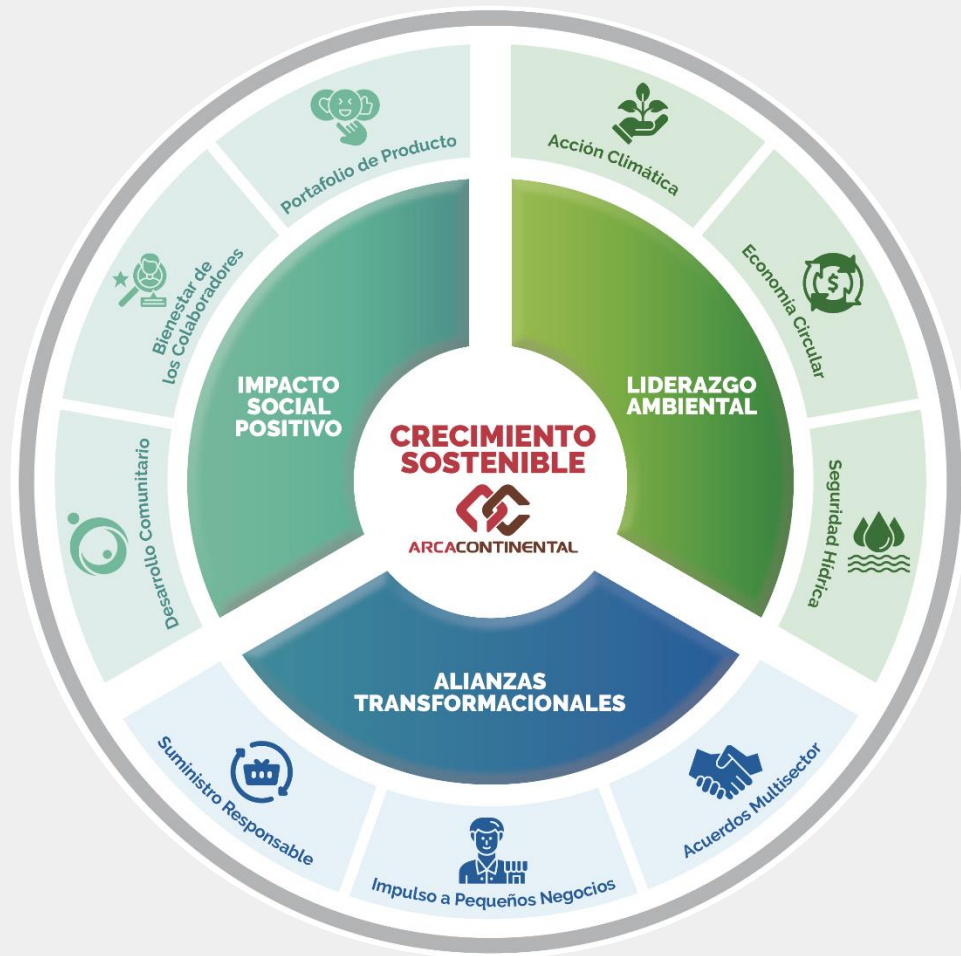 CRECIMIENTO
SOSTENIBLE
ARCACONTINENTAL
IMPACTO
SOCIAL
POSITIVO
Portafolio de Producto
Bienestar de
los Colaboradores
Desarrollo Comunitario
LIDERAZGO
AMBIENTAL
Acción Climática
Economía Circular
Seguridad Hídrica
ALIANZAS
TRANSFORMACIONALES
Suministro Responsable
Impulso a Pequeños Negocios
Acuerdos Multisector
$